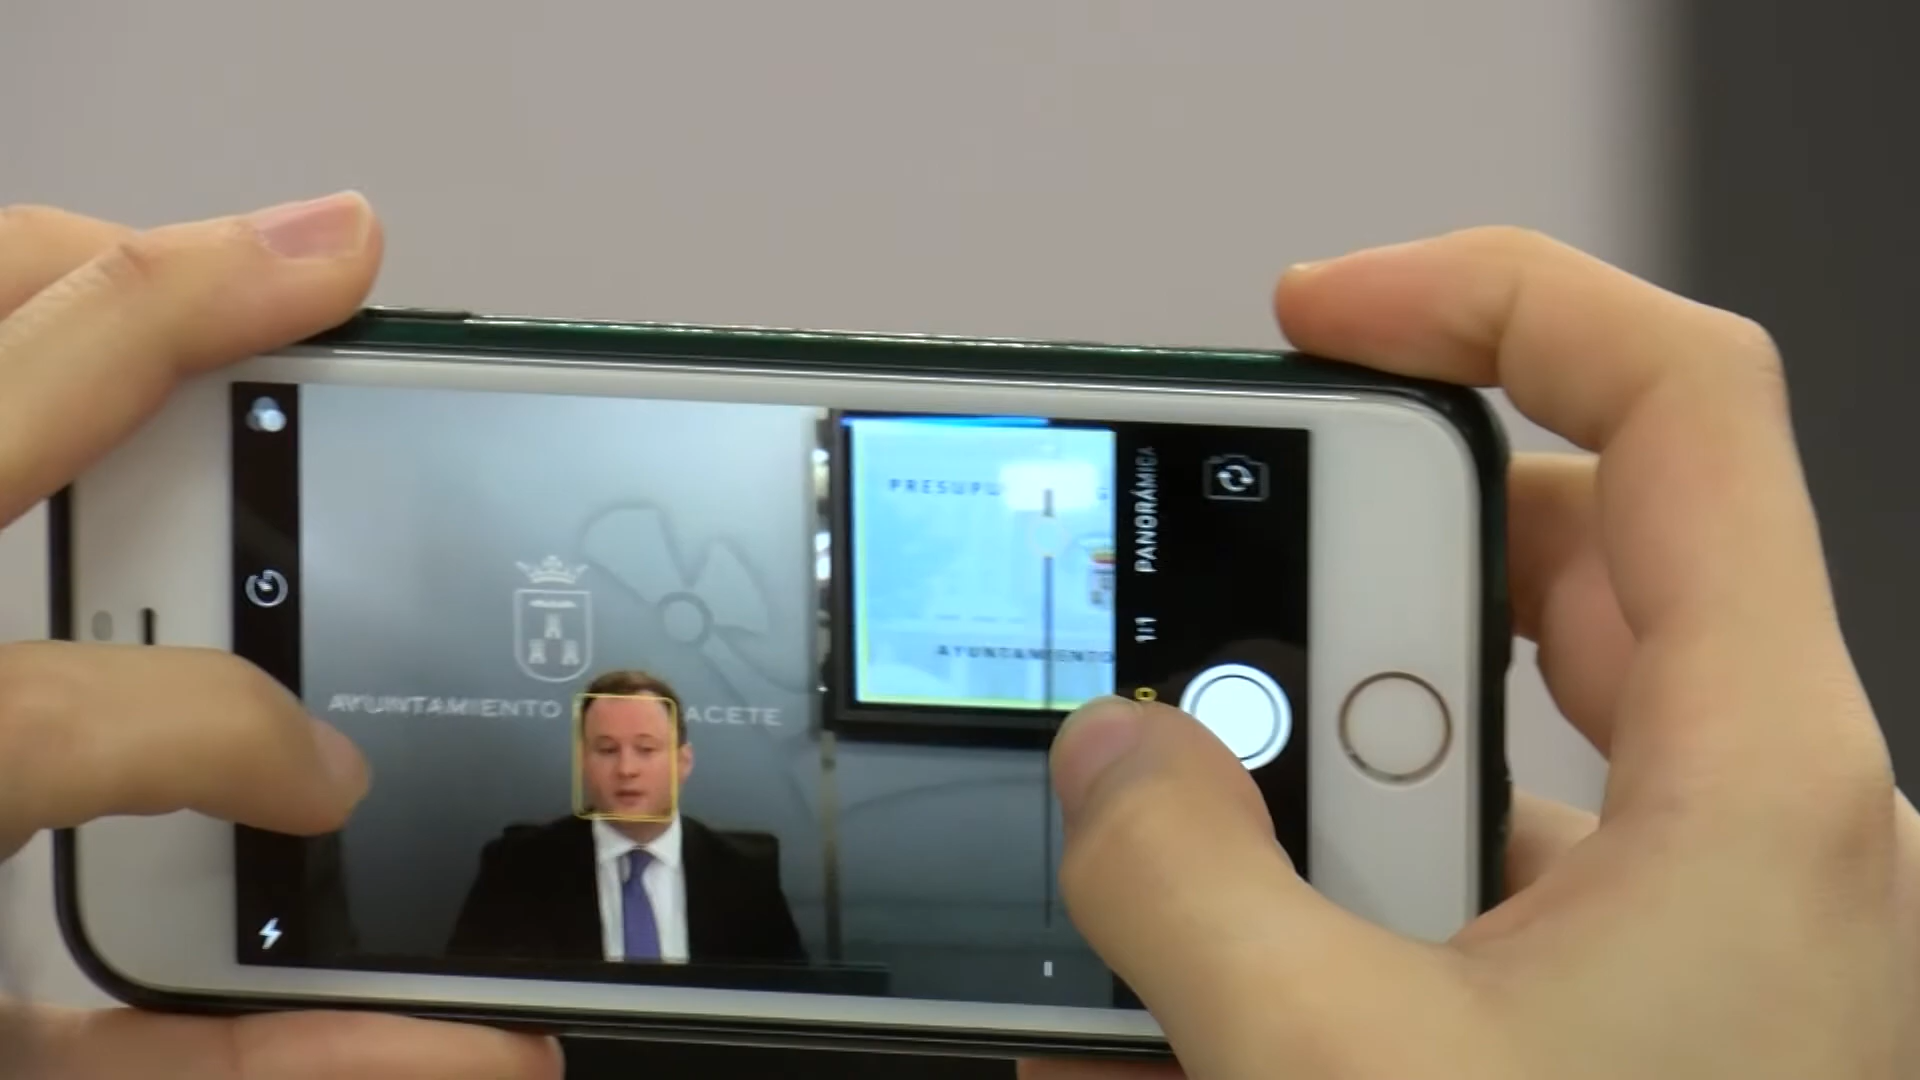 PRESUPU
AYUNTAMIENTO
AYUNTAMIENTO
ACETE
PANORÁMICA
1:1
O